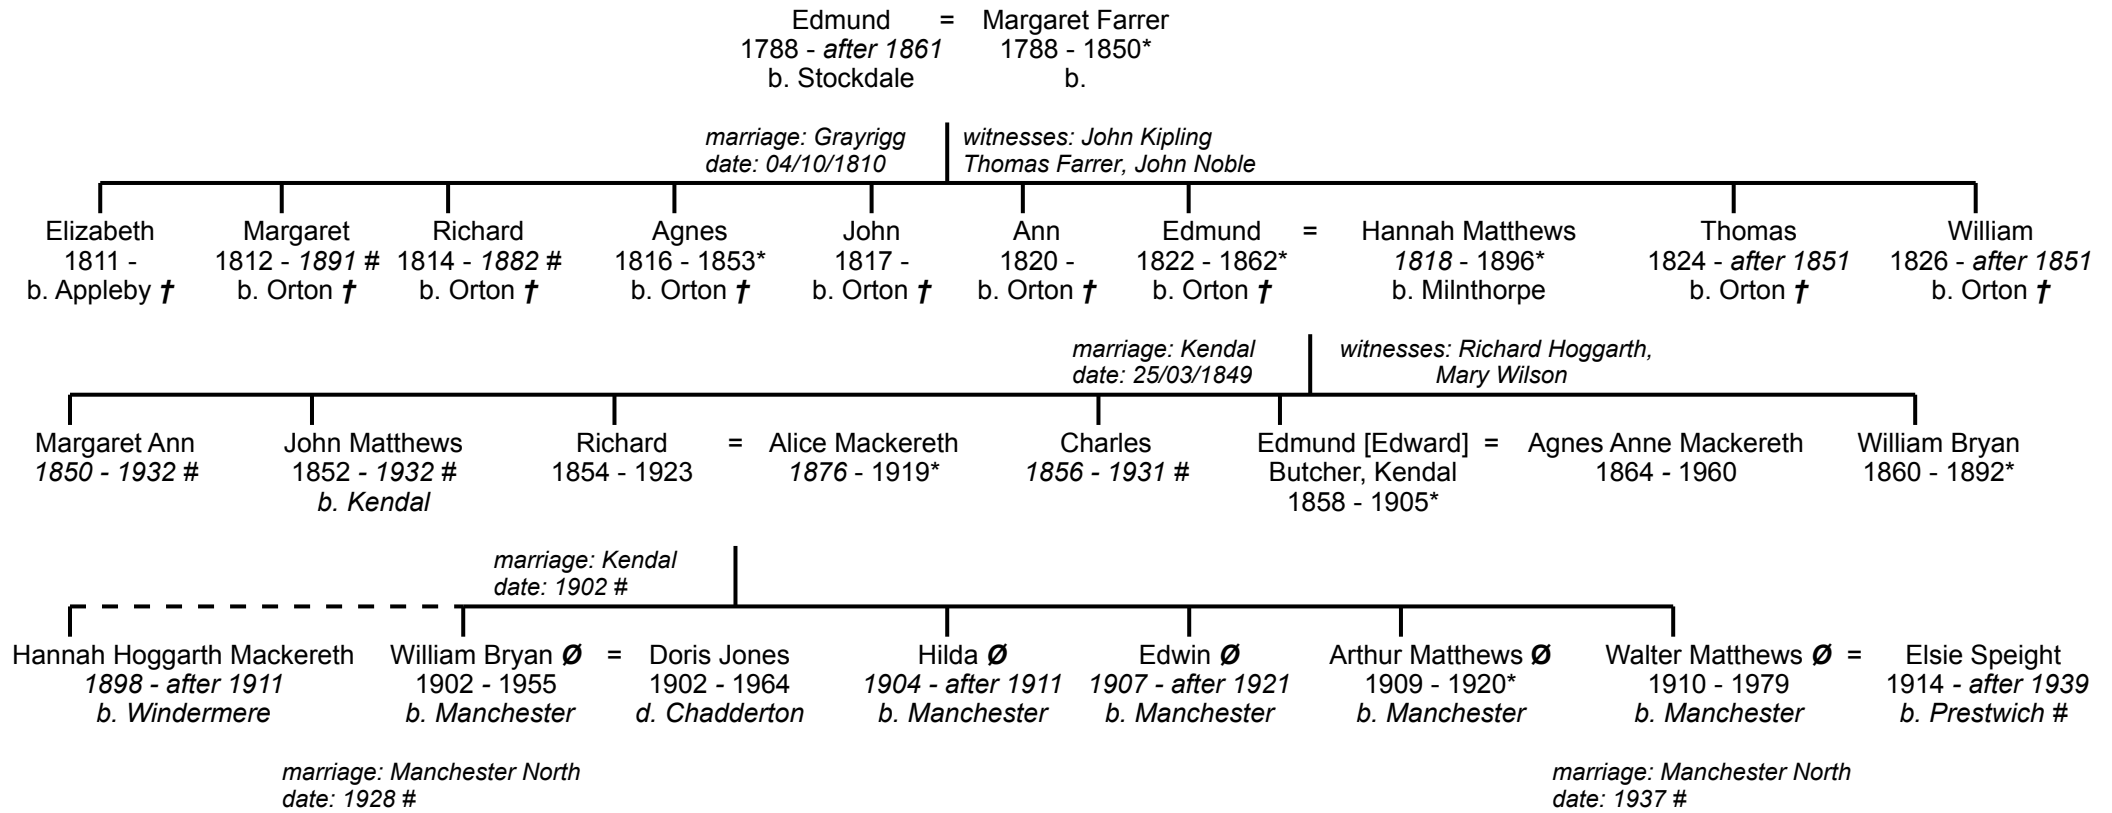 Edmund = Margaret Farrer
1788 - after 1861 1788 - 1850*
b. Stockdale b.
marriage: Grayrigg witnesses: John Kipling
date: 04/10/1810 Thomas Farrer, John Noble
Elizabeth Margaret Richard Agnes John Ann Edmund = Hannah Matthews Thomas William
1811 - 1812 - 1891 # 1814 - 1882 # 1816 - 1853* 1817 - 1820 - 1822 - 1862* 1818 - 1896* 1824 - after 1851 1826 - after 1851
b. Appleby † b. Orton † b. Orton † b. Orton † b. Orton † b. Orton † b. Orton † b. Milnthorpe b. Orton † b. Orton †
marriage: Kendal witnesses: Richard Hoggarth,
date: 25/03/1849 Mary Wilson
Margaret Ann John Matthews Richard = Alice Mackereth Charles Edmund [Edward] = Agnes Anne Mackereth William Bryan
1850 - 1932 # 1852 - 1932 # 1854 - 1923 1876 - 1919* 1856 - 1931 # Butcher, Kendal 1864 - 1960 1860 - 1892*
b. Kendal 1858 - 1905*
marriage: Kendal
date: 1902 #
Hannah Hoggarth Mackereth William Bryan Ø = Doris Jones Hilda Ø Edwin Ø Arthur Matthews Ø Walter Matthews Ø = Elsie Speight
1898 - after 1911 1902 - 1955 1902 - 1964 1904 - after 1911 1907 - after 1921 1909 - 1920* 1910 - 1979 1914 - after 1939
b. Windermere b. Manchester d. Chadderton b. Manchester b. Manchester b. Manchester b. Manchester b. Prestwich #
marriage: Manchester North marriage: Manchester North
date: 1928 # date: 1937 #